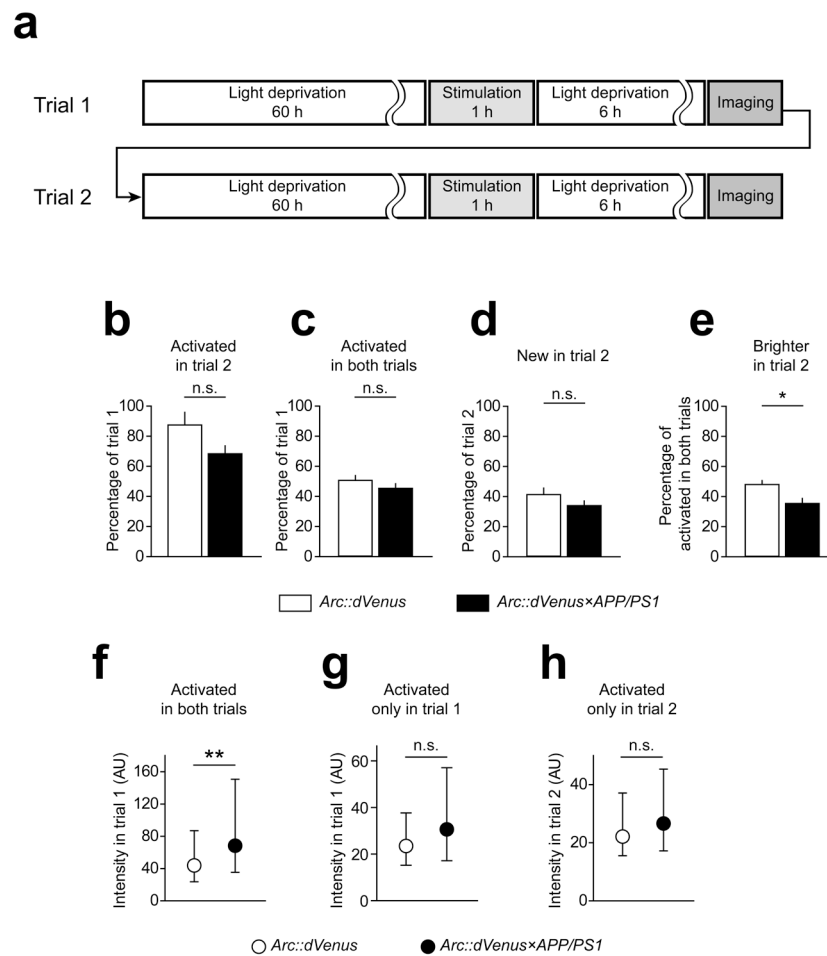 a
Trial 1
Light deprivation
60 h
Stimulation
1 h
Light deprivation
6 h
Imaging
Trial 2
Light deprivation
60 h
Stimulation
1 h
Light deprivation
6 h
Imaging
b
Activated
in trial 2
n.s.
Percentage of trial 1
100
80
60
40
20
0
c
Activated
in both trials
n.s.
Percentage of trial 1
100
80
60
40
20
0
d
New in trial 2
n.s.
Percentage of trial 2
100
80
60
40
20
0
e
Brighter
in trial 2
*
Percentage of
activated in both trials
100
80
60
40
20
0
Arc::dVenus
Arc::dVenus×APP/PS1
f
Activated
in both trials
**
Intensity in trial 1 (AU)
160
120
80
40
0
g
Activated
only in trial 1
n.s.
Intensity in trial 1 (AU)
60
40
20
0
h
Activated
only in trial 2
n.s.
Intensity in trial 2 (AU)
40
20
0
Arc::dVenus
Arc::dVenus×APP/PS1